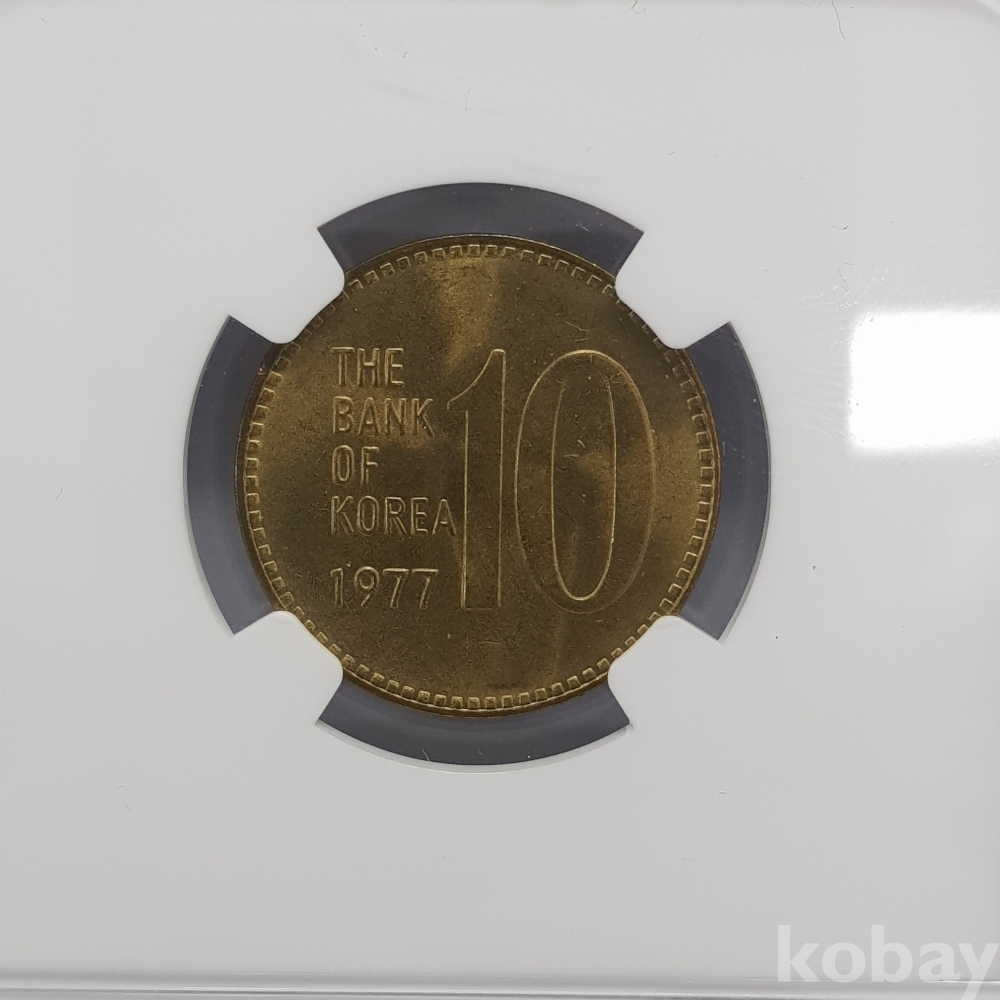 THE
BANK
OF
KOREA
1977
10
kobay